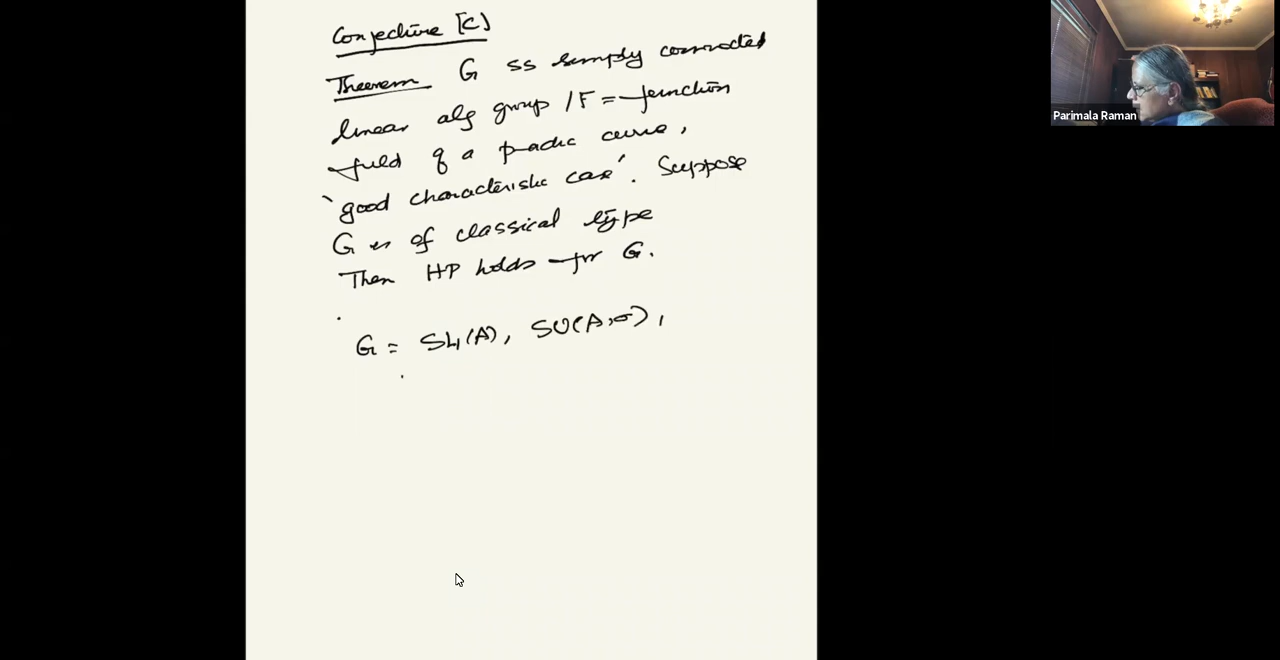 Conjecture [C]
Theorem G ss simply connected
linear alg group /F = function
field of a p-adic curve,
'good characteristic case'. Suppose
G is of classical type
Then HP holds for G.
G = SL₁(A), SU(A,σ),
Parimala Raman